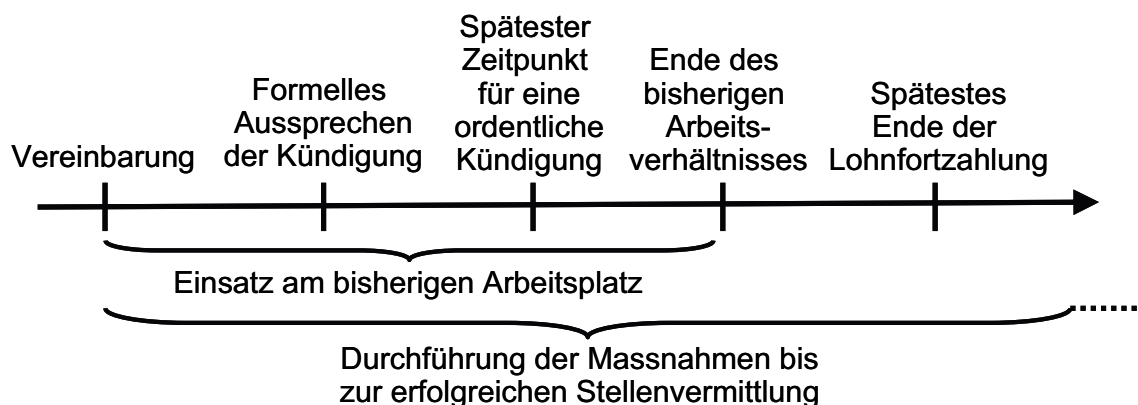 Vereinbarung
Formelles
Aussprechen
der Kündigung
Spätester
Zeitpunkt
für eine
ordentliche
Kündigung
Ende des
bisherigen
Arbeits-
verhältnisses
Spätestes
Ende der
Lohnfortzahlung
Einsatz am bisherigen Arbeitsplatz
Durchführung der Massnahmen bis
zur erfolgreichen Stellenvermittlung